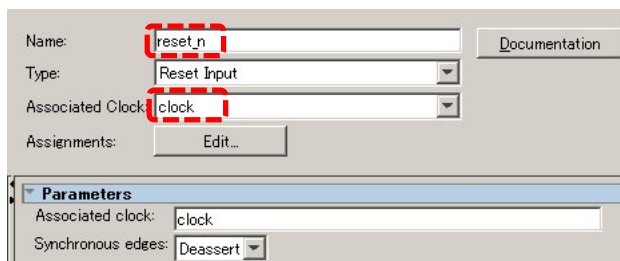 Name: reset_n Documentation
Type: Reset Input
Associated Clock: clock
Assignments: Edit...
Parameters
Associated clock: clock
Synchronous edges: Deassert